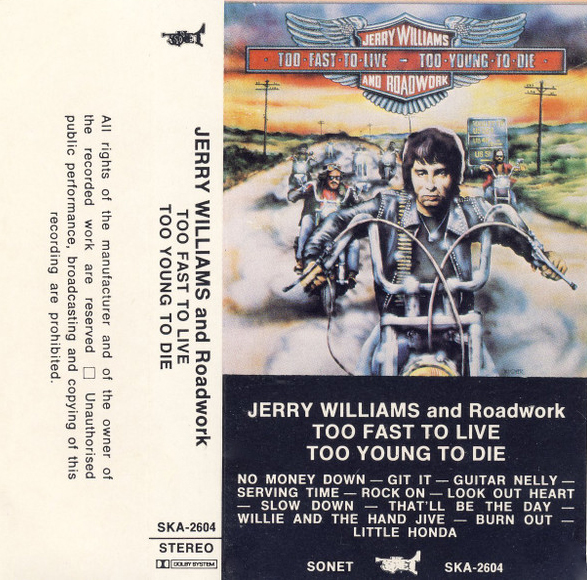 SONET
All rights of the manufacturer and of the owner of
the recorded work are reserved □ Unauthorised
public performance, broadcasting and copying of this
recording are prohibited.
JERRY WILLIAMS and Roadwork
TOO FAST TO LIVE
TOO YOUNG TO DIE
SKA-2604
STEREO
DOLBY SYSTEM
JERRY WILLIAMS
TOO·FAST·TO·LIVE – TOO·YOUNG·TO·DIE
AND ROADWORK
JERRY WILLIAMS and Roadwork
TOO FAST TO LIVE
TOO YOUNG TO DIE
NO MONEY DOWN — GIT IT — GUITAR NELLY —
SERVING TIME — ROCK ON — LOOK OUT HEART
— SLOW DOWN — THAT'LL BE THE DAY —
WILLIE AND THE HAND JIVE — BURN OUT —
LITTLE HONDA
SONET SKA-2604